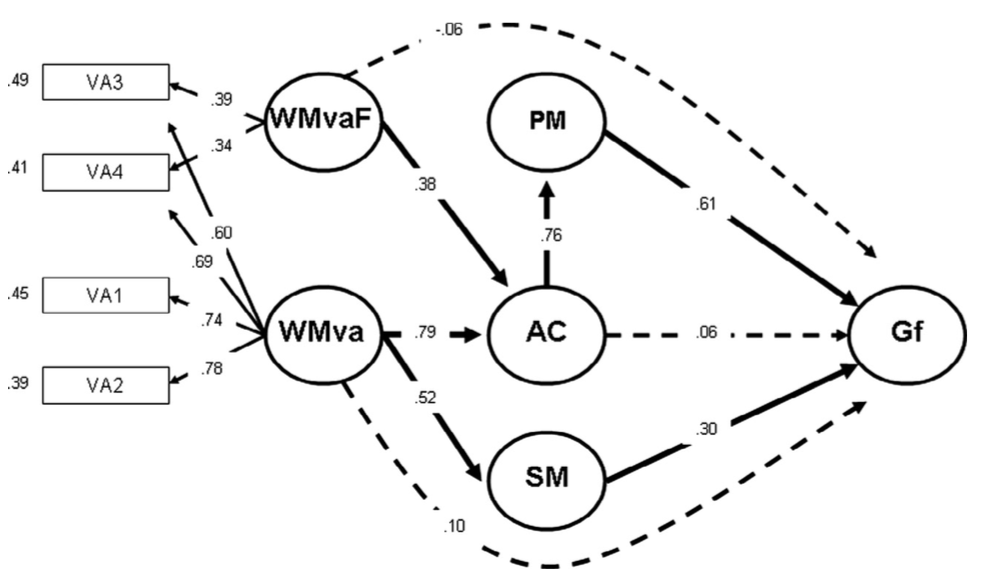 -.06
.49
VA3
.39
WMvaF
PM
.34
.41
VA4
.38
.61
.60
.76
.69
.45
VA1
.74
WMva
.79
AC
.06
Gf
.78
.39
VA2
.52
.30
SM
.10